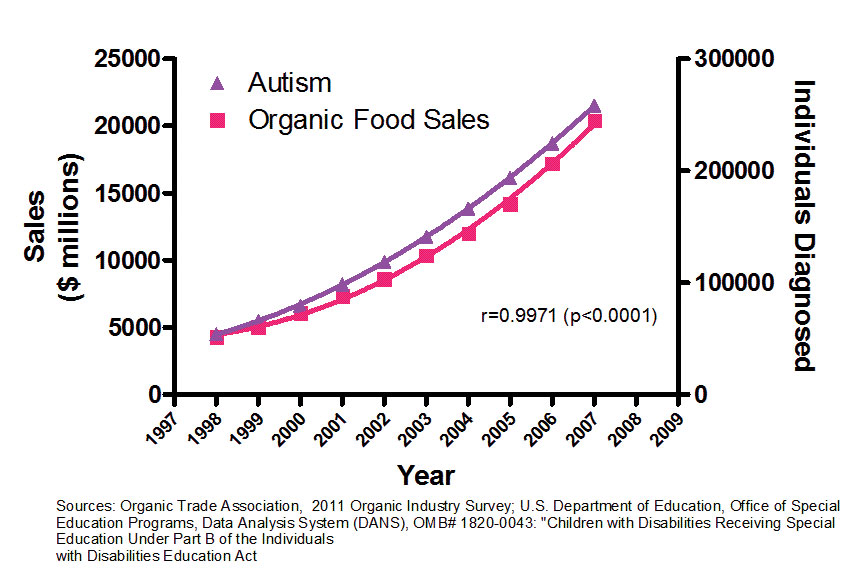 25000
20000
15000
10000
5000
0
Sales
($ millions)
Autism
Organic Food Sales
r=0.9971 (p<0.0001)
300000
200000
100000
0
Individuals Diagnosed
1997
1998
1999
2000
2001
2002
2003
2004
2005
2006
2007
2008
2009
Year
Sources: Organic Trade Association, 2011 Organic Industry Survey; U.S. Department of Education, Office of Special
Education Programs, Data Analysis System (DANS), OMB# 1820-0043: "Children with Disabilities Receiving Special
Education Under Part B of the Individuals
with Disabilities Education Act